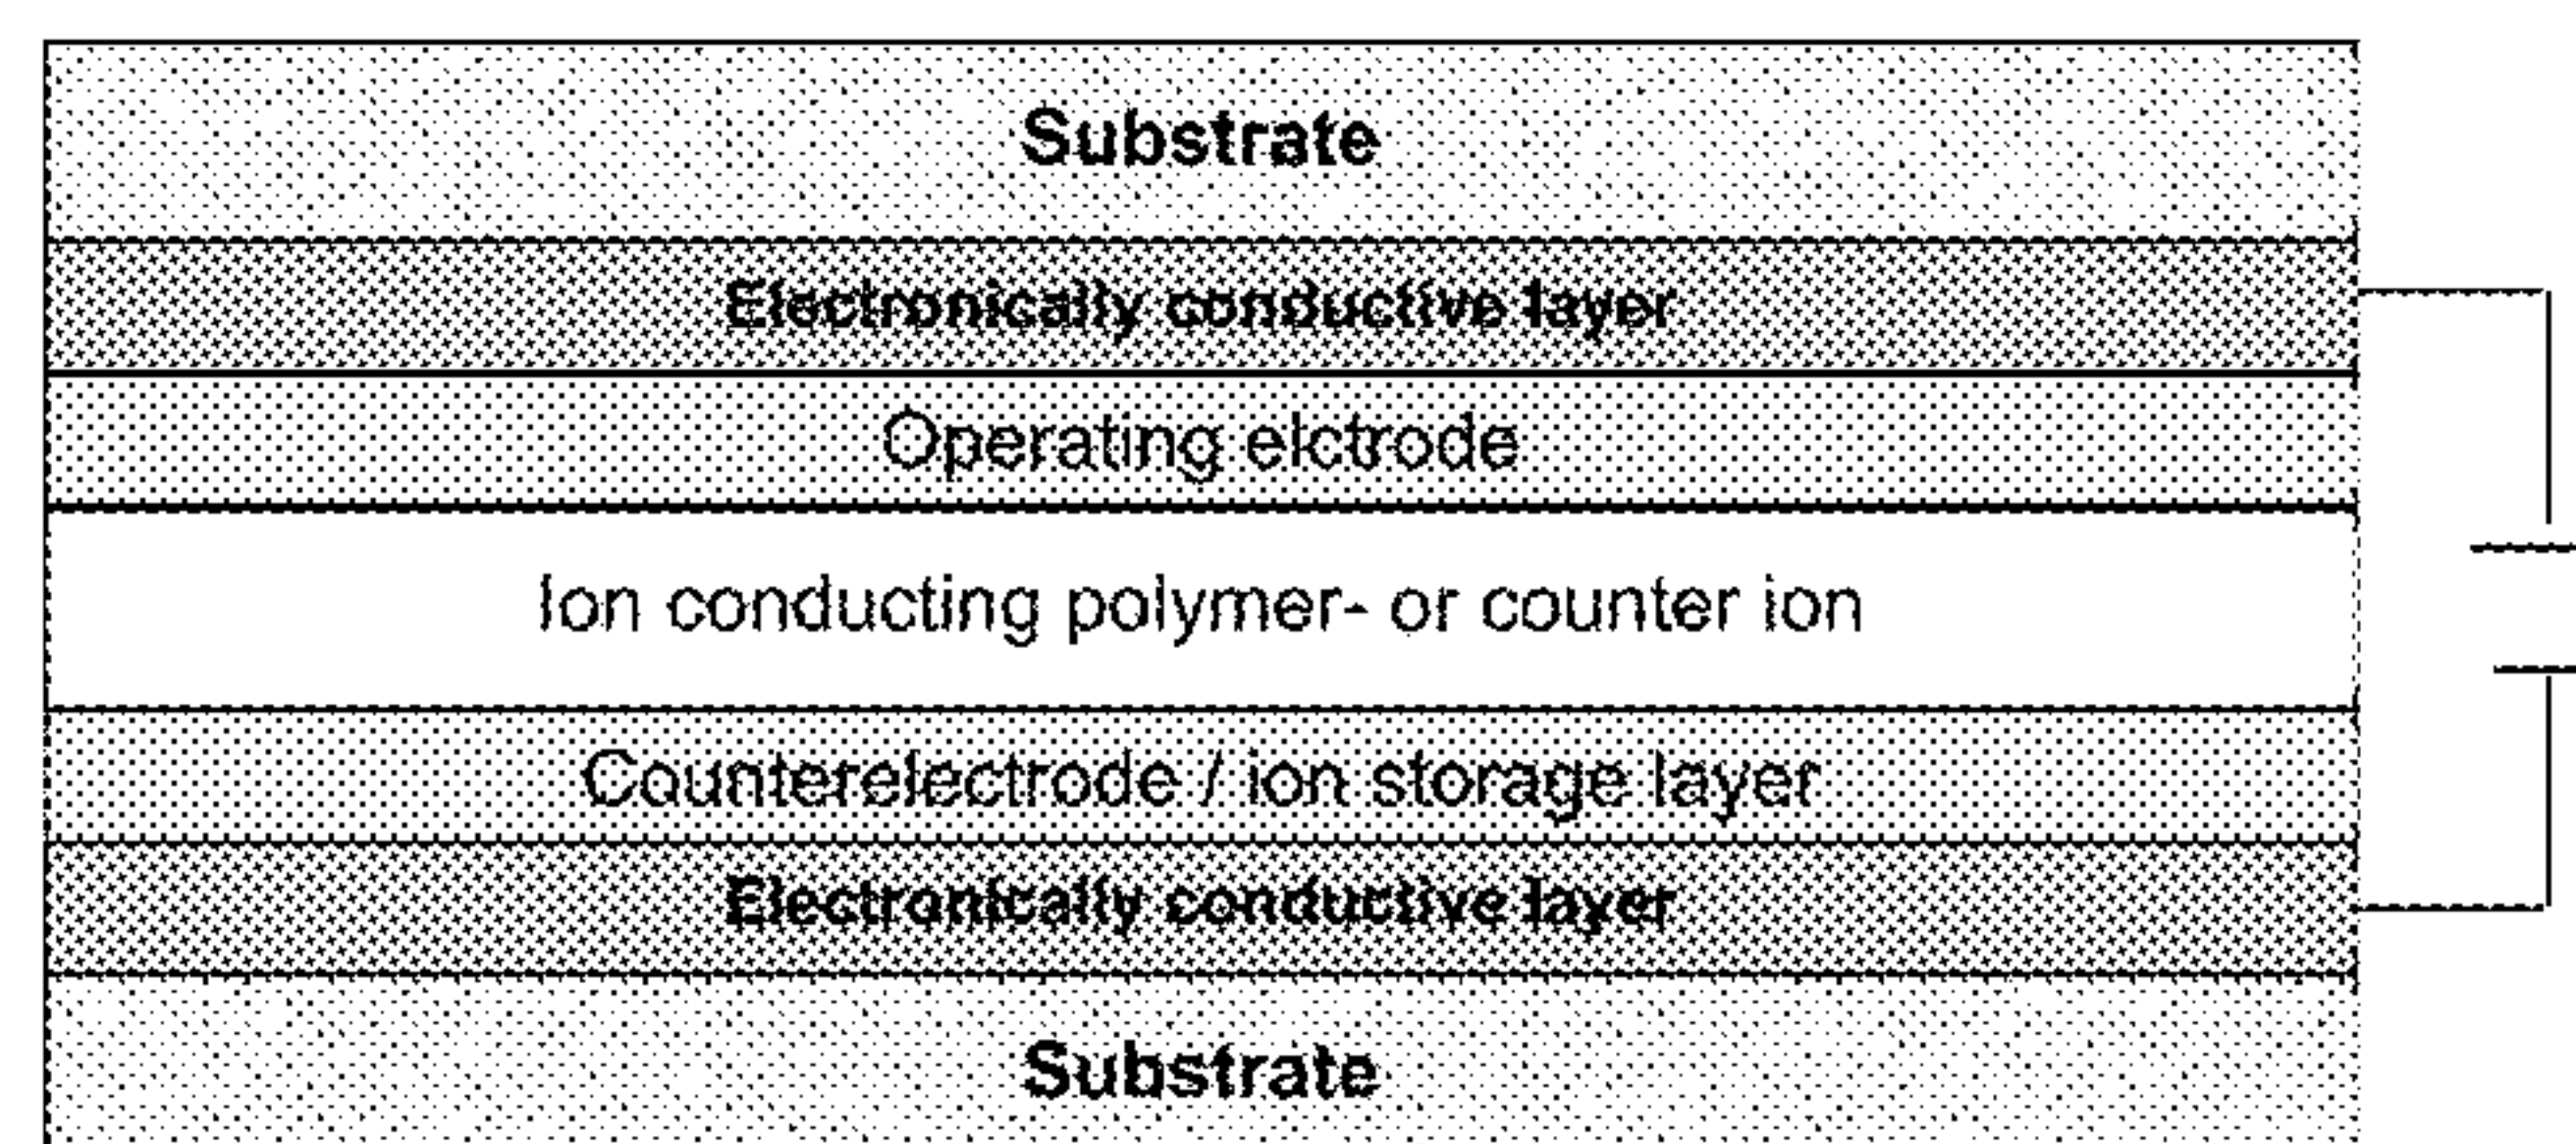 Substrate
Electronically conductive layer
Operating elctrode
Ion conducting polymer- or counter ion
Counterelectrode / ion storage layer
Electronically conductive layer
Substrate